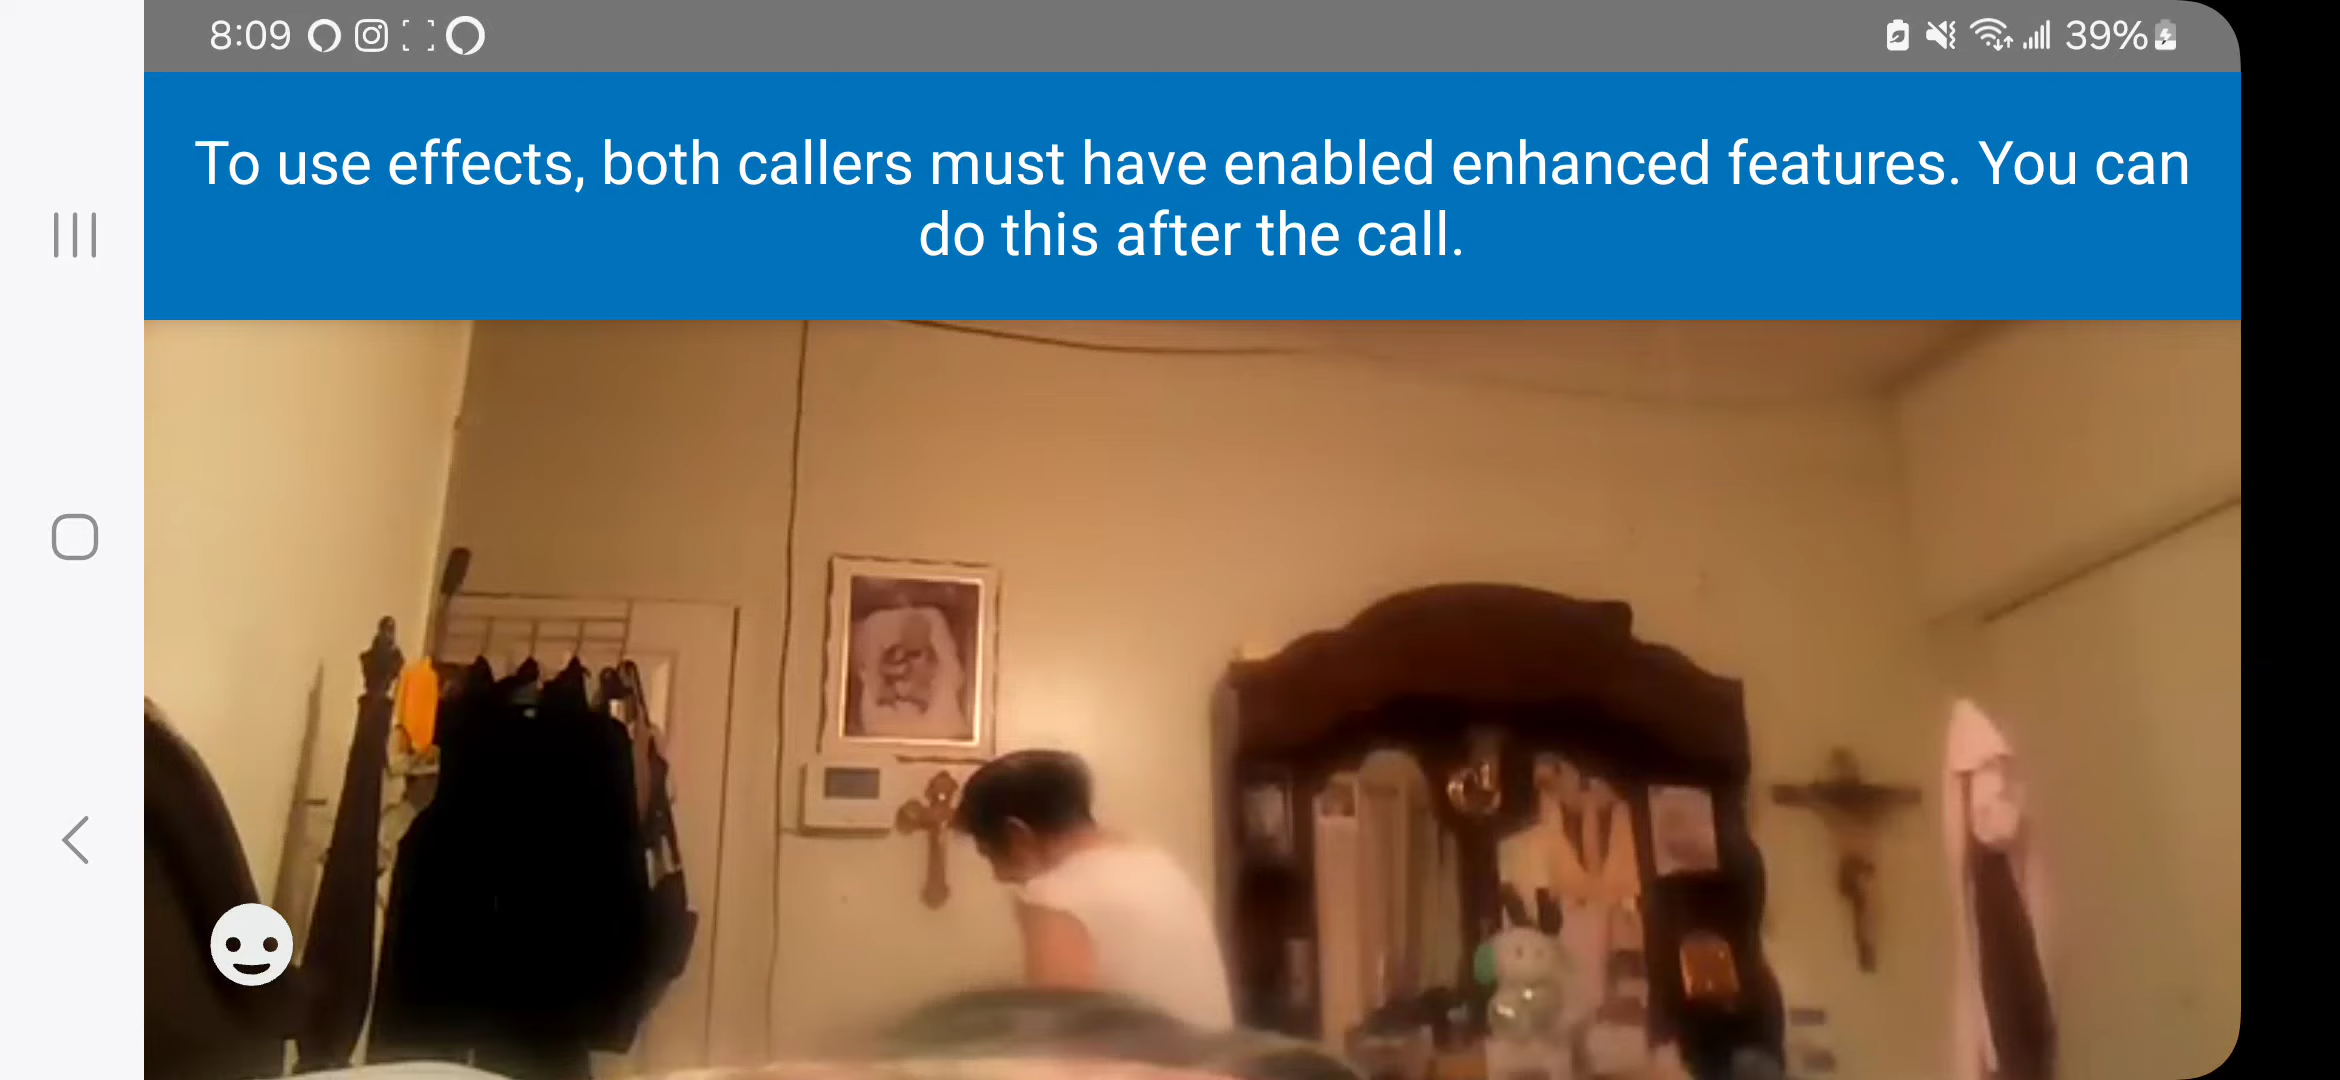 8:09
39%
To use effects, both callers must have enabled enhanced features. You can
do this after the call.